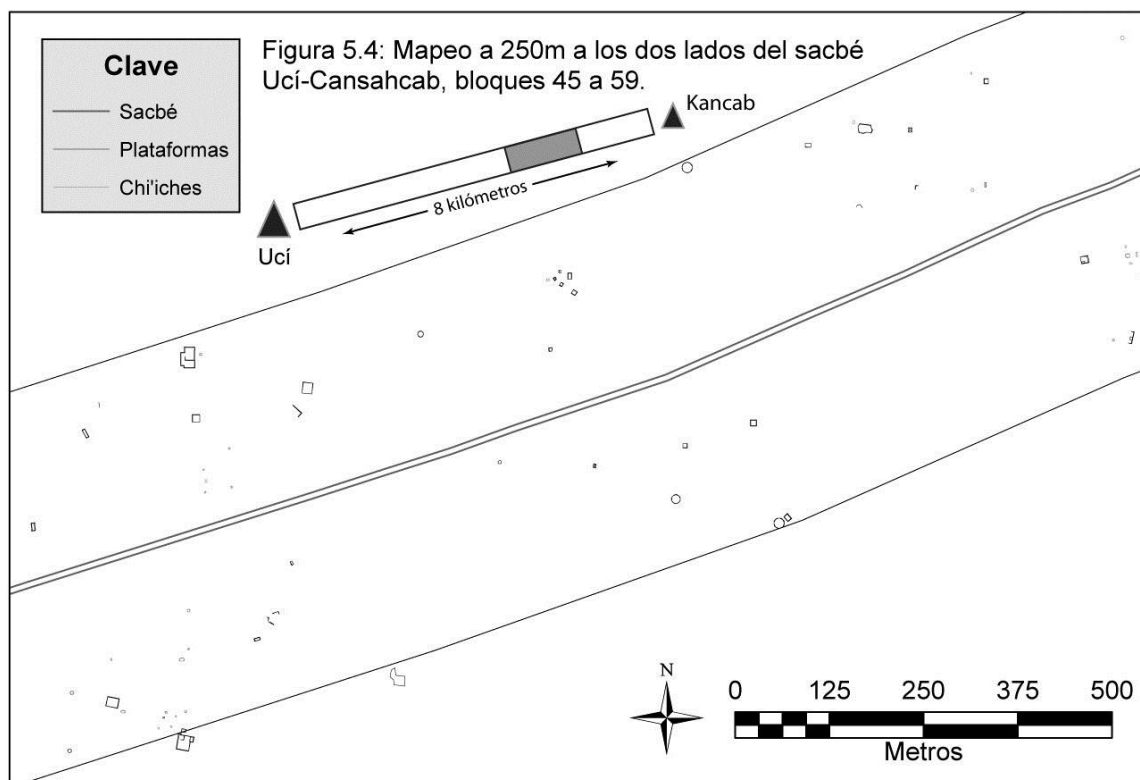 Clave
Sacbé
Plataformas
Chi'iches
Figura 5.4: Mapeo a 250m a los dos lados del sacbé
Ucí-Cansahcab, bloques 45 a 59.
Kancab
8 kilómetros
Ucí
N
0 125 250 375 500
Metros